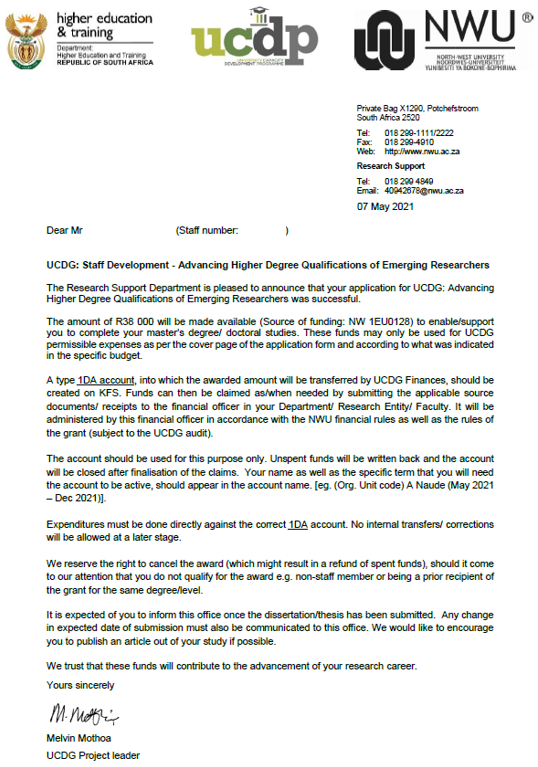 higher education
& training
Department:
Higher Education and Training
REPUBLIC OF SOUTH AFRICA
ucdp
UNIVERSITY CAPACITY
DEVELOPMENT PROGRAMME
NWU®
NORTH-WEST UNIVERSITY
NOORDWES-UNIVERSITEIT
YUNIBESITI YA BOKONE-BOPHIRIMA
Private Bag X1290, Potchefstroom
South Africa 2520
Tel: 018 299-1111/2222
Fax: 018 299-4910
Web: http://www.nwu.ac.za
Research Support
Tel: 018 299 4849
Email: 40942678@nwu.ac.za
07 May 2021
Dear Mr (Staff number: )
UCDG: Staff Development - Advancing Higher Degree Qualifications of Emerging Researchers
The Research Support Department is pleased to announce that your application for UCDG: Advancing
Higher Degree Qualifications of Emerging Researchers was successful.
The amount of R38 000 will be made available (Source of funding: NW 1EU0128) to enable/support
you to complete your master's degree/ doctoral studies. These funds may only be used for UCDG
permissible expenses as per the cover page of the application form and according to what was indicated
in the specific budget.
A type 1DA account, into which the awarded amount will be transferred by UCDG Finances, should be
created on KFS. Funds can then be claimed as/when needed by submitting the applicable source
documents/ receipts to the financial officer in your Department/ Research Entity/ Faculty. It will be
administered by this financial officer in accordance with the NWU financial rules as well as the rules of
the grant (subject to the UCDG audit).
The account should be used for this purpose only. Unspent funds will be written back and the account
will be closed after finalisation of the claims. Your name as well as the specific term that you will need
the account to be active, should appear in the account name. [eg. (Org. Unit code) A Naude (May 2021
– Dec 2021)].
Expenditures must be done directly against the correct 1DA account. No internal transfers/ corrections
will be allowed at a later stage.
We reserve the right to cancel the award (which might result in a refund of spent funds), should it come
to our attention that you do not qualify for the award e.g. non-staff member or being a prior recipient of
the grant for the same degree/level.
It is expected of you to inform this office once the dissertation/thesis has been submitted. Any change
in expected date of submission must also be communicated to this office. We would like to encourage
you to publish an article out of your study if possible.
We trust that these funds will contribute to the advancement of your research career.
Yours sincerely
Melvin Mothoa
UCDG Project leader